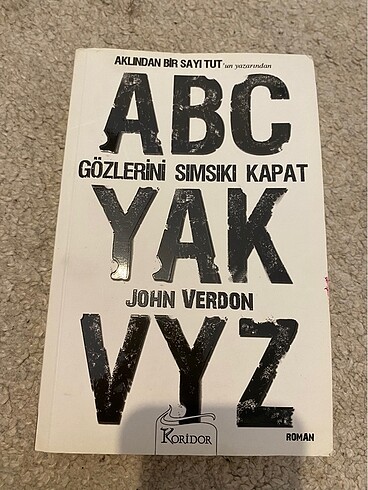 AKLINDAN BİR SAYI TUT'un yazarından
ABC
GÖZLERİNİ SIMSIKI KAPAT
YAK
JOHN VERDON
VYZ
KORİDOR
ROMAN